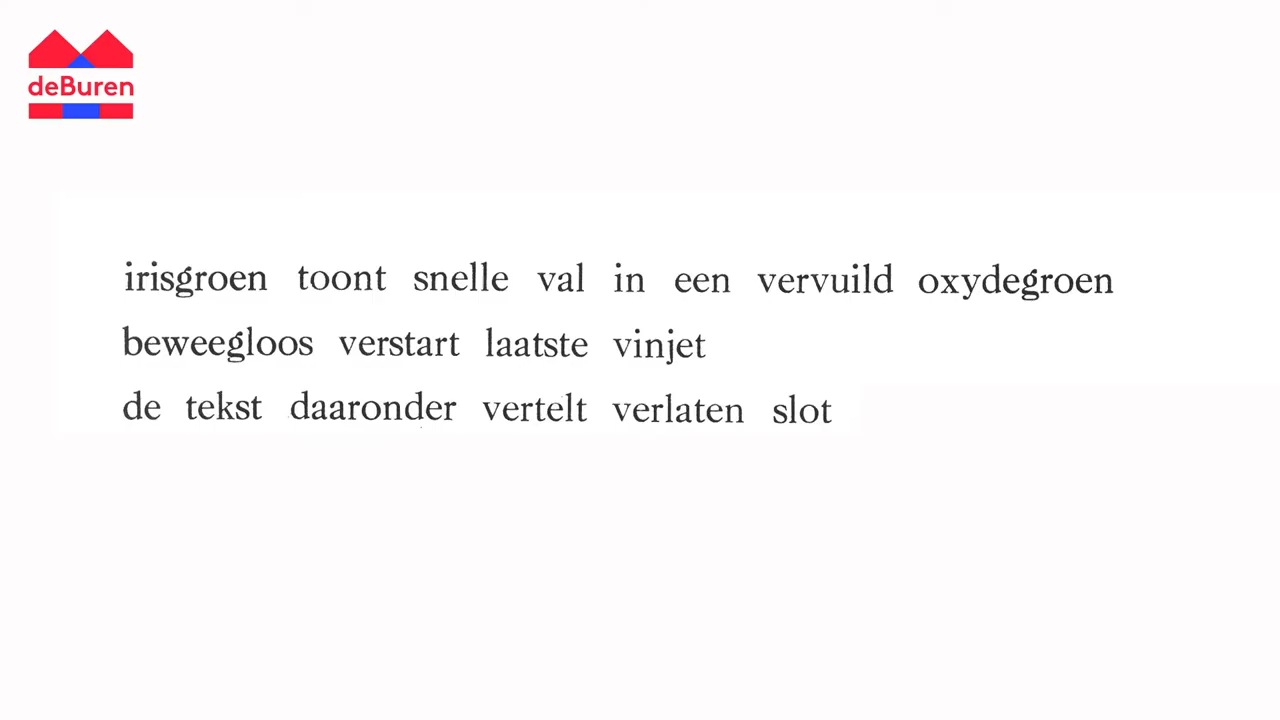 deBuren
irisgroen toont snelle val in een vervuild oxydegroen
beweegloos verstart laatste vinjet
de tekst daaronder vertelt verlaten slot